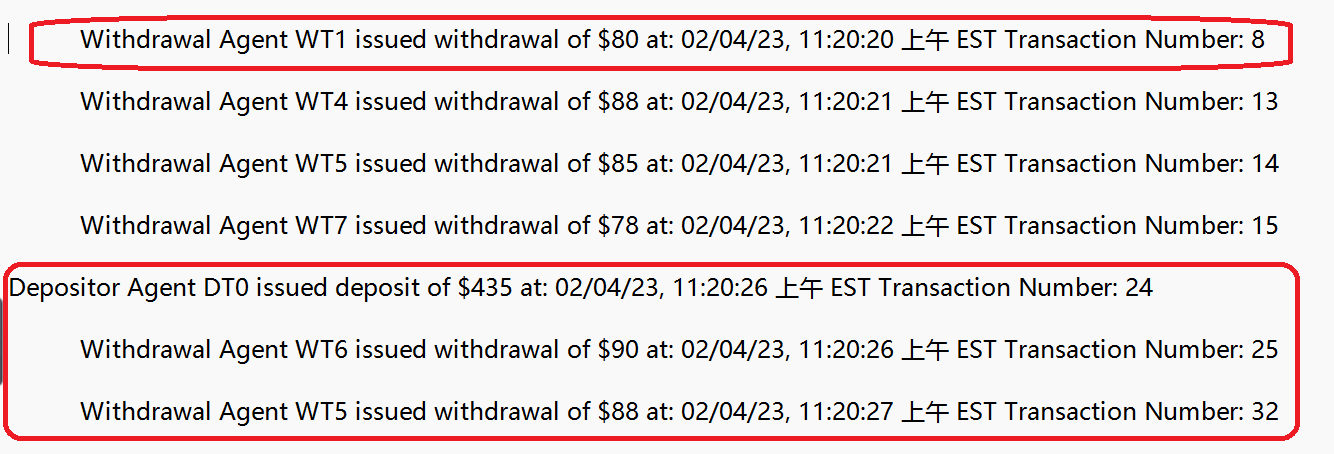 Withdrawal Agent WT1 issued withdrawal of $80 at: 02/04/23, 11:20:20 上午 EST Transaction Number: 8
Withdrawal Agent WT4 issued withdrawal of $88 at: 02/04/23, 11:20:21 上午 EST Transaction Number: 13
Withdrawal Agent WT5 issued withdrawal of $85 at: 02/04/23, 11:20:21 上午 EST Transaction Number: 14
Withdrawal Agent WT7 issued withdrawal of $78 at: 02/04/23, 11:20:22 上午 EST Transaction Number: 15
Depositor Agent DT0 issued deposit of $435 at: 02/04/23, 11:20:26 上午 EST Transaction Number: 24
Withdrawal Agent WT6 issued withdrawal of $90 at: 02/04/23, 11:20:26 上午 EST Transaction Number: 25
Withdrawal Agent WT5 issued withdrawal of $88 at: 02/04/23, 11:20:27 上午 EST Transaction Number: 32